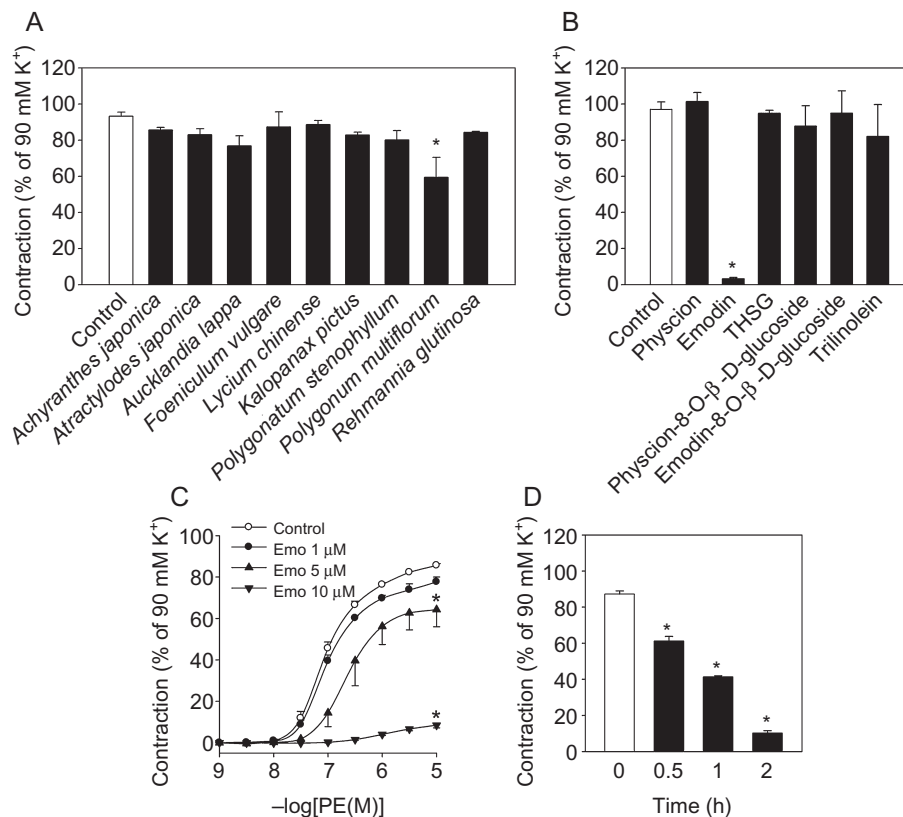 A
Contraction (% of 90 mM K⁺)
120
100
80
60
40
20
0
*
Control
Achyranthes japonica
Atractylodes japonica
Aucklandia lappa
Foeniculum vulgare
Lycium chinense
Kalopanax pictus
Polygonatum stenophyllum
Polygonum multiflorum
Rehmannia glutinosa
B
Contraction (% of 90 mM K⁺)
120
100
80
60
40
20
0
*
Control
Physcion
Emodin
THSG
Physcion-8-O-β -D-glucoside
Emodin-8-O-β -D-glucoside
Trilinolein
C
Contraction (% of 90 mM K⁺)
100
80
60
40
20
0
Control
Emo 1 μM
Emo 5 μM
Emo 10 μM
*
*
9 8 7 6 5
–log[PE(M)]
D
Contraction (% of 90 mM K⁺)
120
100
80
60
40
20
0
*
*
*
0 0.5 1 2
Time (h)